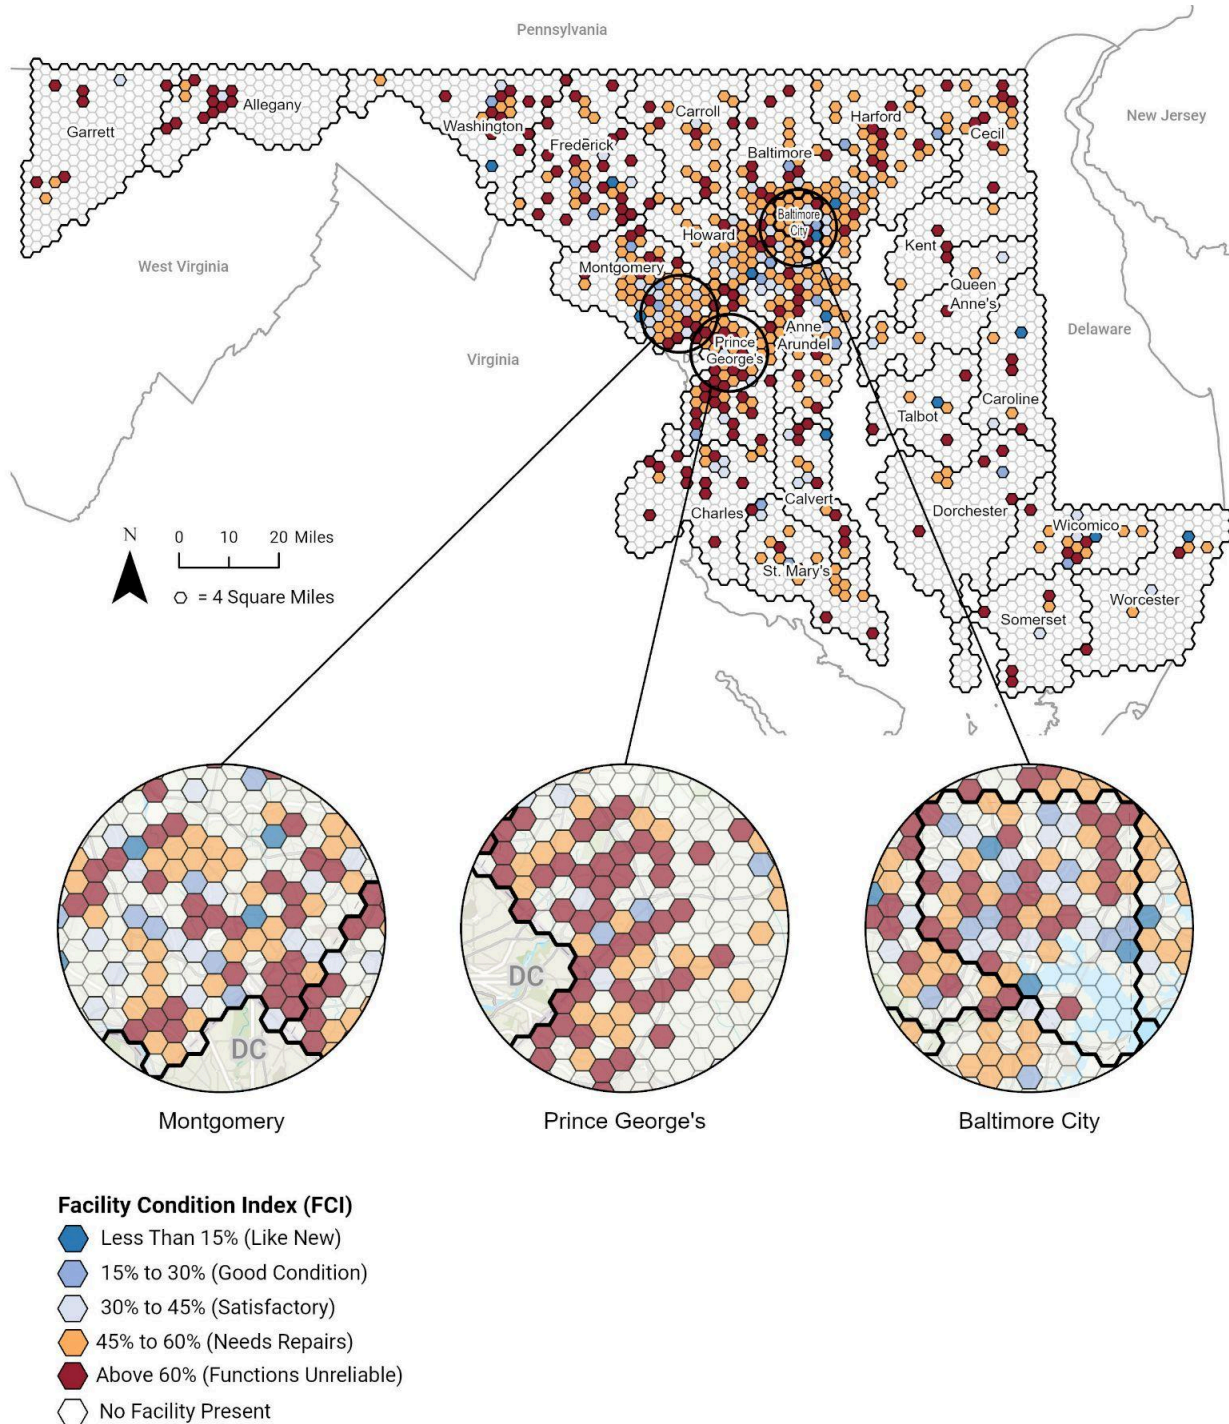 Pennsylvania
New Jersey
Garrett
Allegany
Washington
Frederick
Carroll
Baltimore
Harford
Cecil
Baltimore
City
Howard
Montgomery
Kent
Queen
Anne's
West Virginia
Virginia
Delaware
Anne
Arundel
Prince
George's
Talbot
Caroline
Charles
Calvert
Dorchester
Wicomico
St. Mary's
Somerset
Worcester
N
0 10 20 Miles
= 4 Square Miles
DC
DC
Montgomery
Prince George's
Baltimore City
Facility Condition Index (FCI)
Less Than 15% (Like New)
15% to 30% (Good Condition)
30% to 45% (Satisfactory)
45% to 60% (Needs Repairs)
Above 60% (Functions Unreliable)
No Facility Present